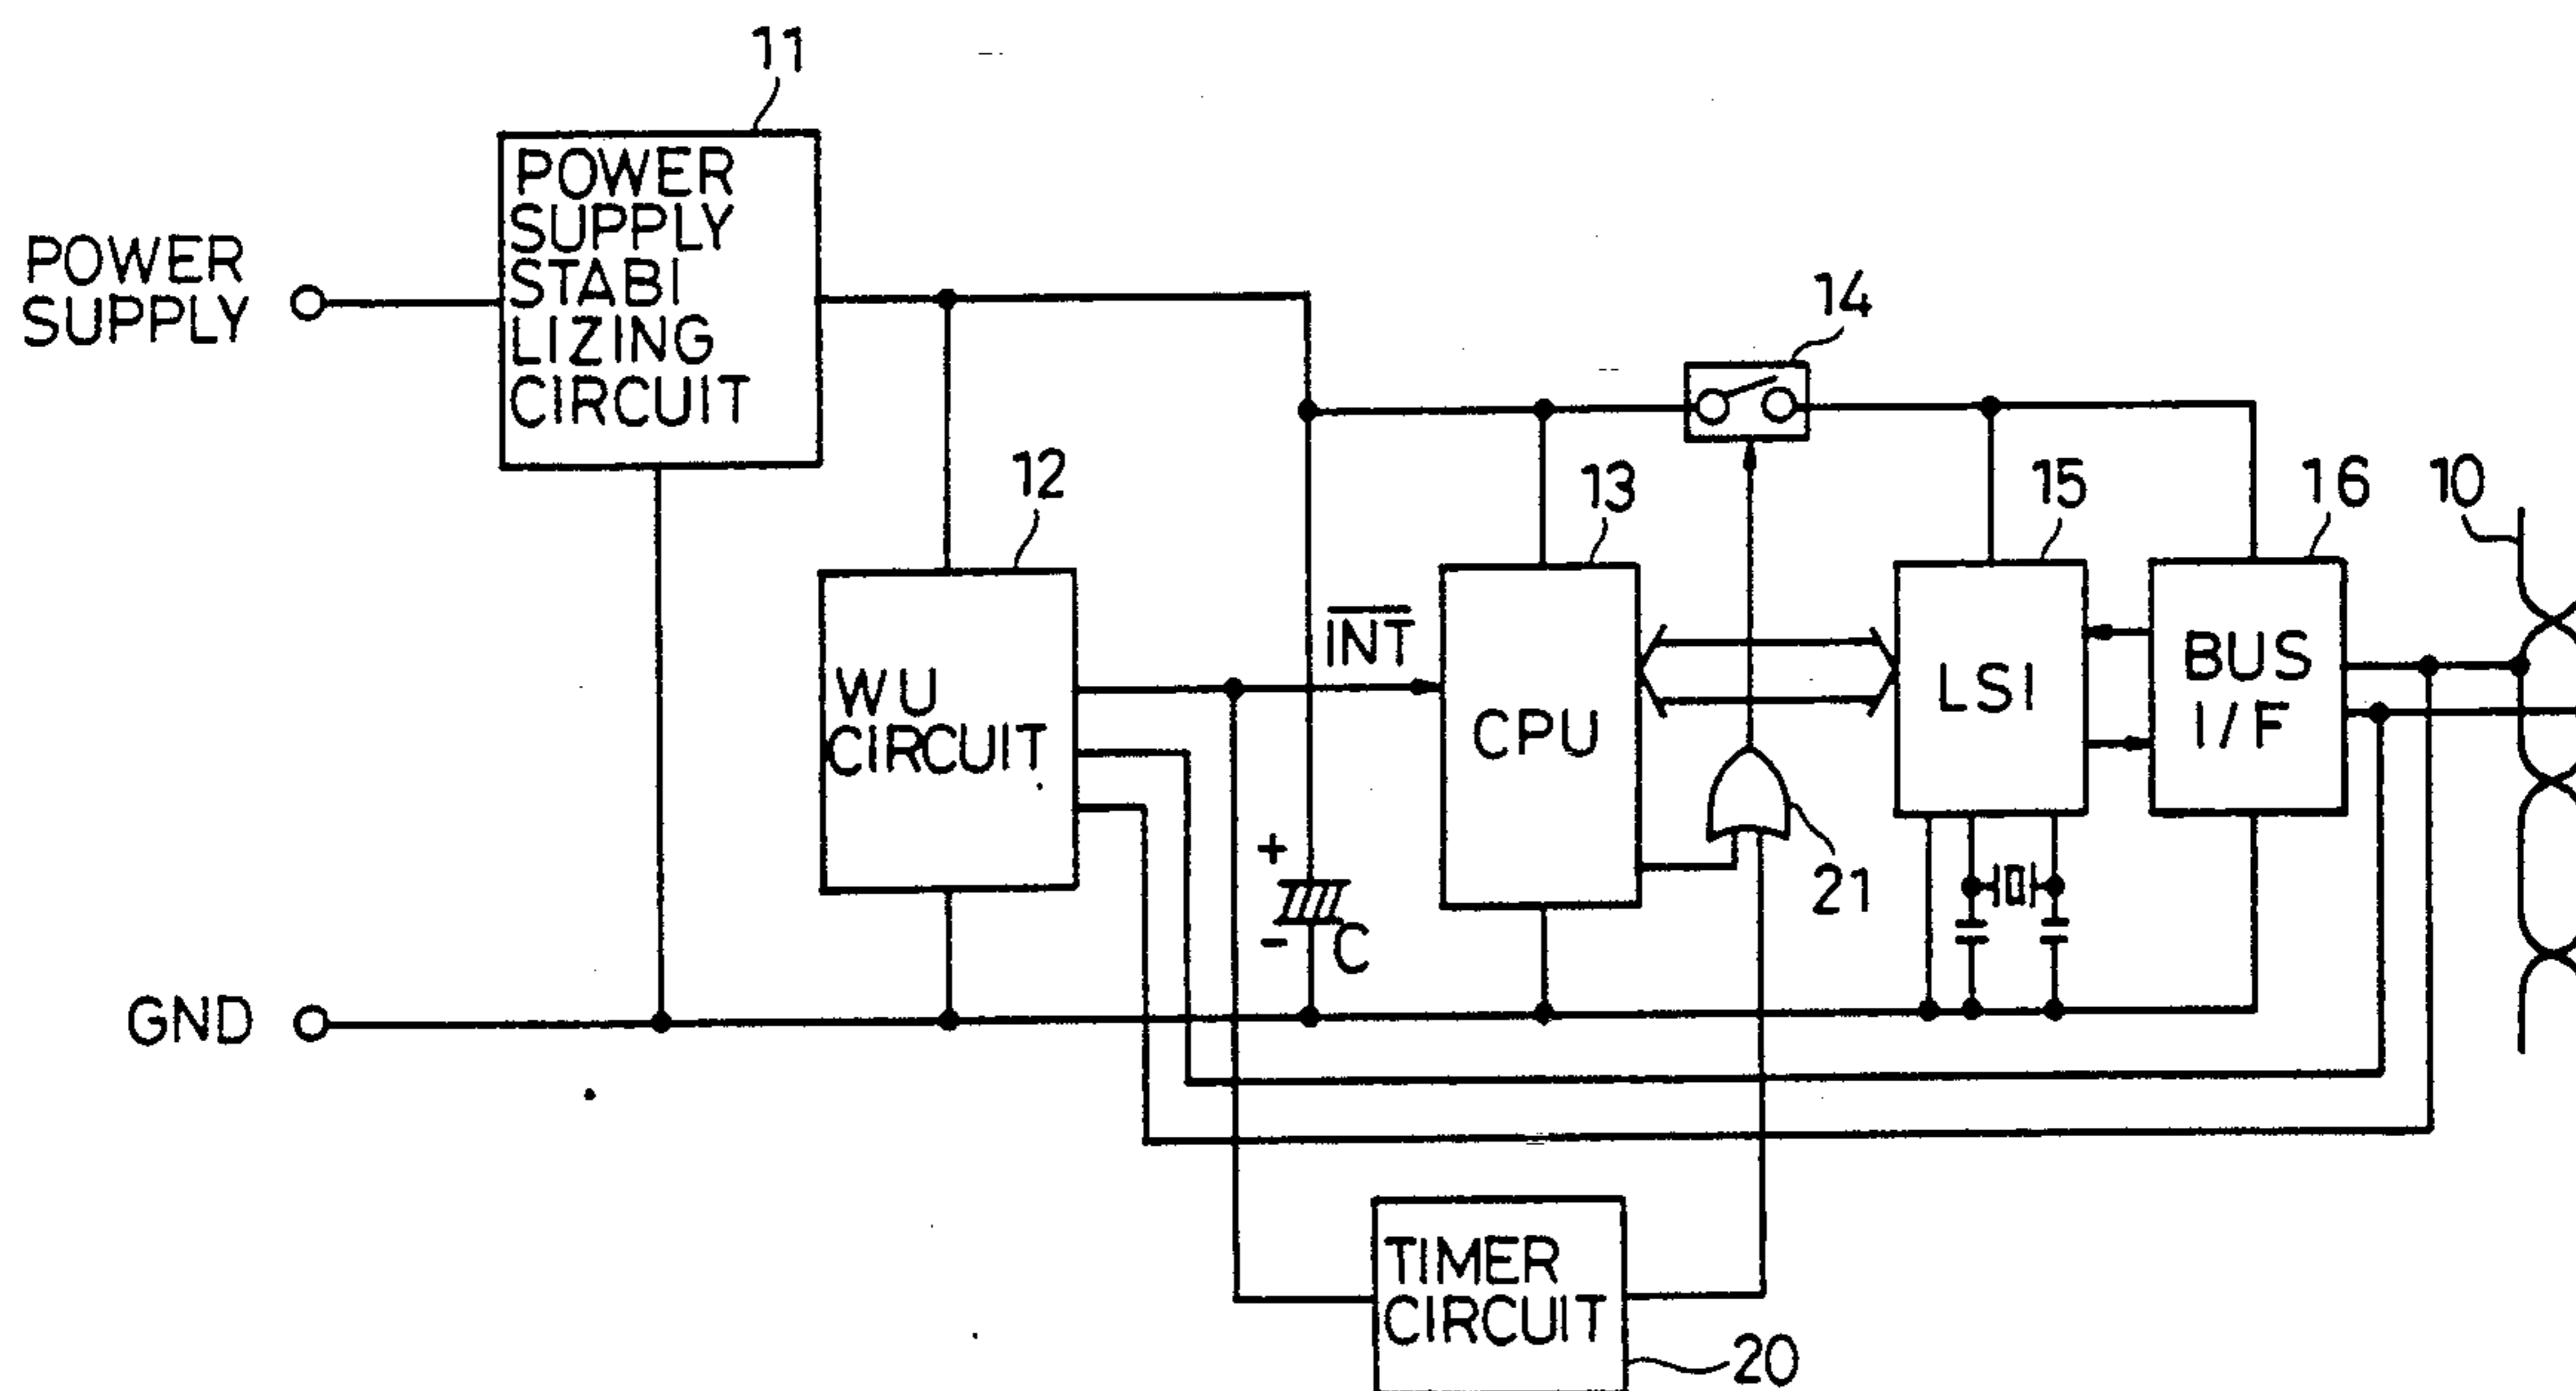 11
POWER
SUPPLY
STABI
LIZING
CIRCUIT
POWER
SUPPLY
14
12
13
15
16
10
INT
WU
CIRCUIT
CPU
LSI
BUS
I/F
+
-
C
21
GND
TIMER
CIRCUIT
20